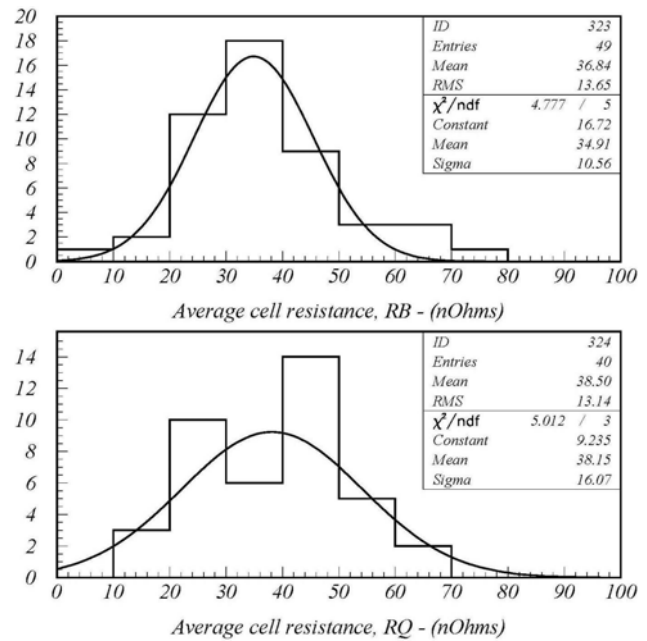 20
18
16
14
12
10
8
6
4
2
0
ID 323
Entries 49
Mean 36.84
RMS 13.65
χ²/ndf 4.777 / 5
Constant 16.72
Mean 34.91
Sigma 10.56
0 10 20 30 40 50 60 70 80 90 100
Average cell resistance, RB - (nOhms)
14
12
10
8
6
4
2
0
ID 324
Entries 40
Mean 38.50
RMS 13.14
χ²/ndf 5.012 / 3
Constant 9.235
Mean 38.15
Sigma 16.07
0 10 20 30 40 50 60 70 80 90 100
Average cell resistance, RQ - (nOhms)